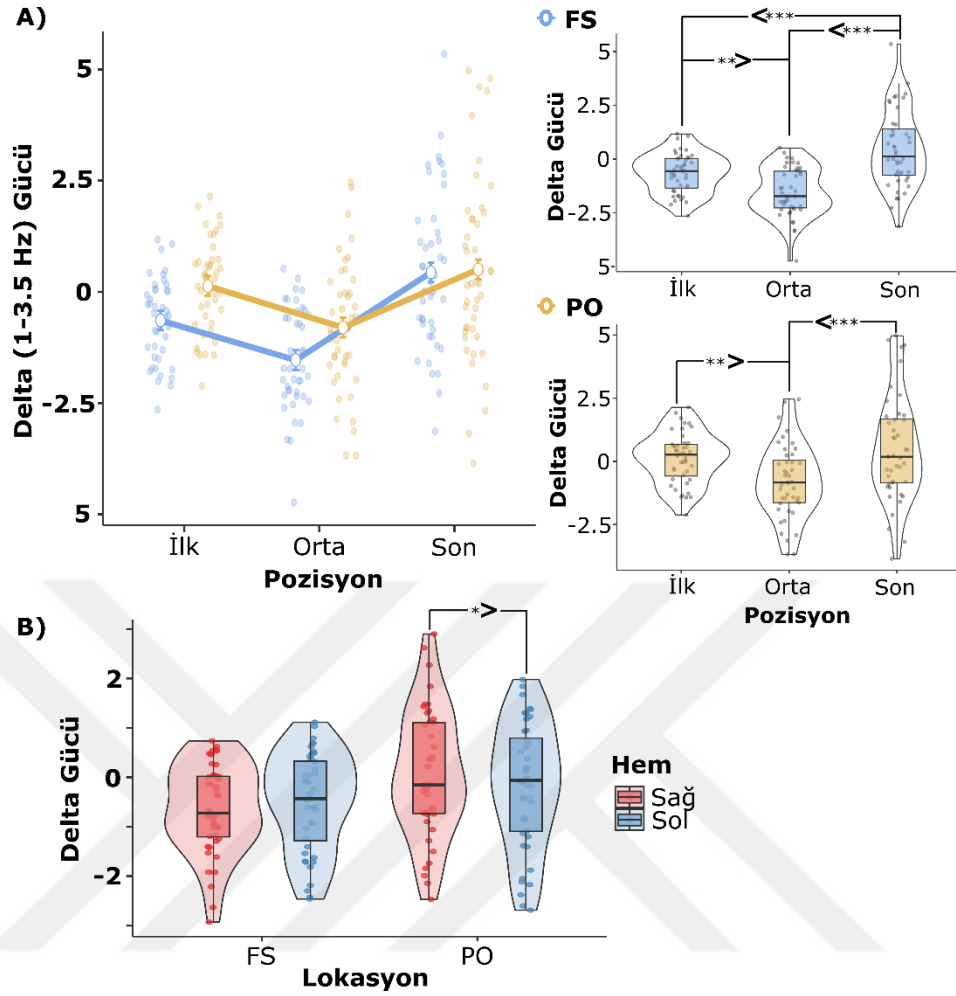 A)
Delta (1-3.5 Hz) Gücü
5
2.5
0
-2.5
5
İlk Orta Son
Pozisyon
FS
Delta Gücü
5
2.5
0
-2.5
5
<***
<***
**>
İlk Orta Son
PO
Delta Gücü
5
2.5
0
-2.5
<***
**>
İlk Orta Son
Pozisyon
B)
Delta Gücü
2
0
-2
*>
FS PO
Lokasyon
Hem
Sağ
Sol